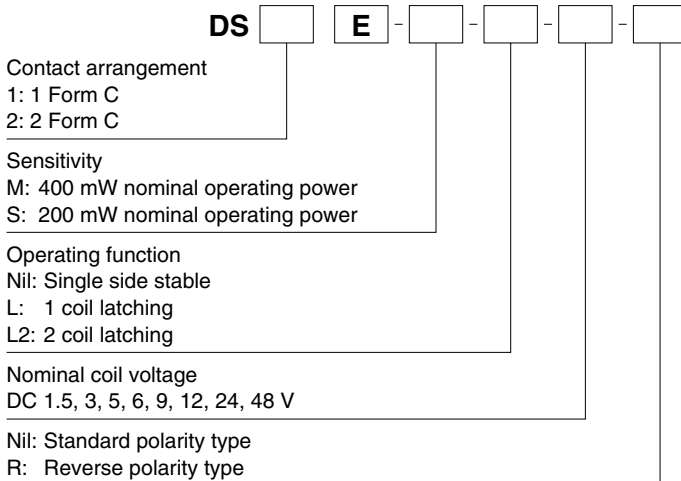 DS E - - - -
Contact arrangement
1: 1 Form C
2: 2 Form C
Sensitivity
M: 400 mW nominal operating power
S: 200 mW nominal operating power
Operating function
Nil: Single side stable
L: 1 coil latching
L2: 2 coil latching
Nominal coil voltage
DC 1.5, 3, 5, 6, 9, 12, 24, 48 V
Nil: Standard polarity type
R: Reverse polarity type